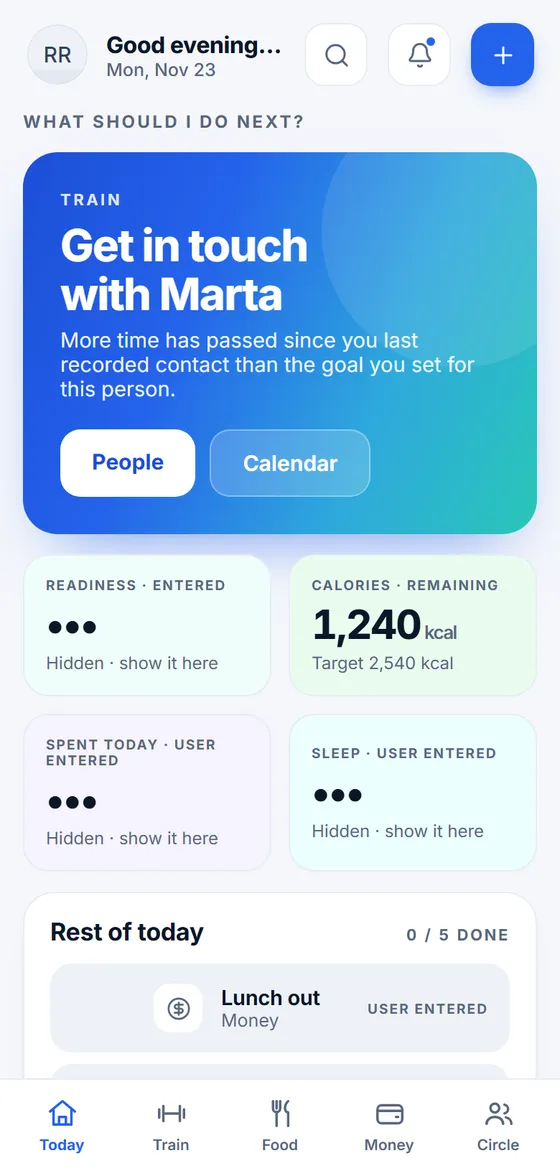 RR
Good evening...
Mon, Nov 23
WHAT SHOULD I DO NEXT?
TRAIN
Get in touch
with Marta
More time has passed since you last
recorded contact than the goal you set for
this person.
People
Calendar
READINESS · ENTERED
•••
Hidden · show it here
CALORIES · REMAINING
1,240 kcal
Target 2,540 kcal
SPENT TODAY · USER
ENTERED
•••
Hidden · show it here
SLEEP · USER ENTERED
•••
Hidden · show it here
Rest of today
0 / 5 DONE
Lunch out
Money
USER ENTERED
Today
Train
Food
Money
Circle